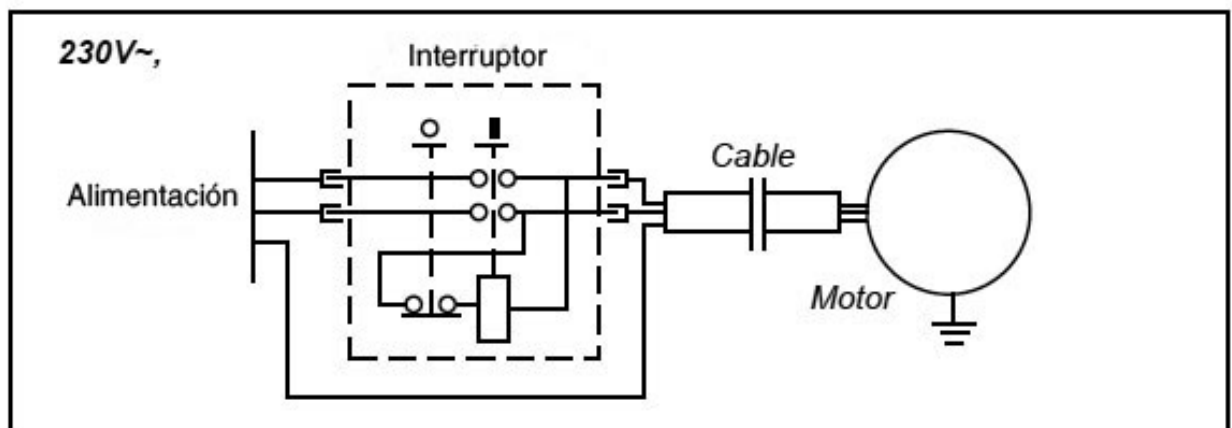 230V~,
Interruptor
Alimentación
Cable
Motor